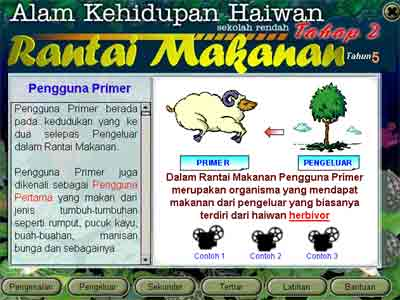 Alam Kehidupan Haiwan
sekolah rendah
Tahap 2
Rantai Makanan
Tahun 5
Pengguna Primer
Pengguna Primer berada
pada kedudukan yang ke
dua selepas Pengeluar
dalam Rantai Makanan.
Pengguna Primer juga
dikenali sebagai Pengguna
Pertama yang makan dari
jenis tumbuh-tumbuhan
seperti rumput, pucuk kayu,
buah-buahan, manisan
bunga dan sebagainya.
PRIMER
PENGELUAR
Dalam Rantai Makanan Pengguna Primer
merupakan organisma yang mendapat
makanan dari pengeluar yang biasanya
terdiri dari haiwan herbivor
Contoh 1
Contoh 2
Contoh 3
Pengenalan
Pengeluar
Sekunder
Tertiar
Latihan
Bantuan